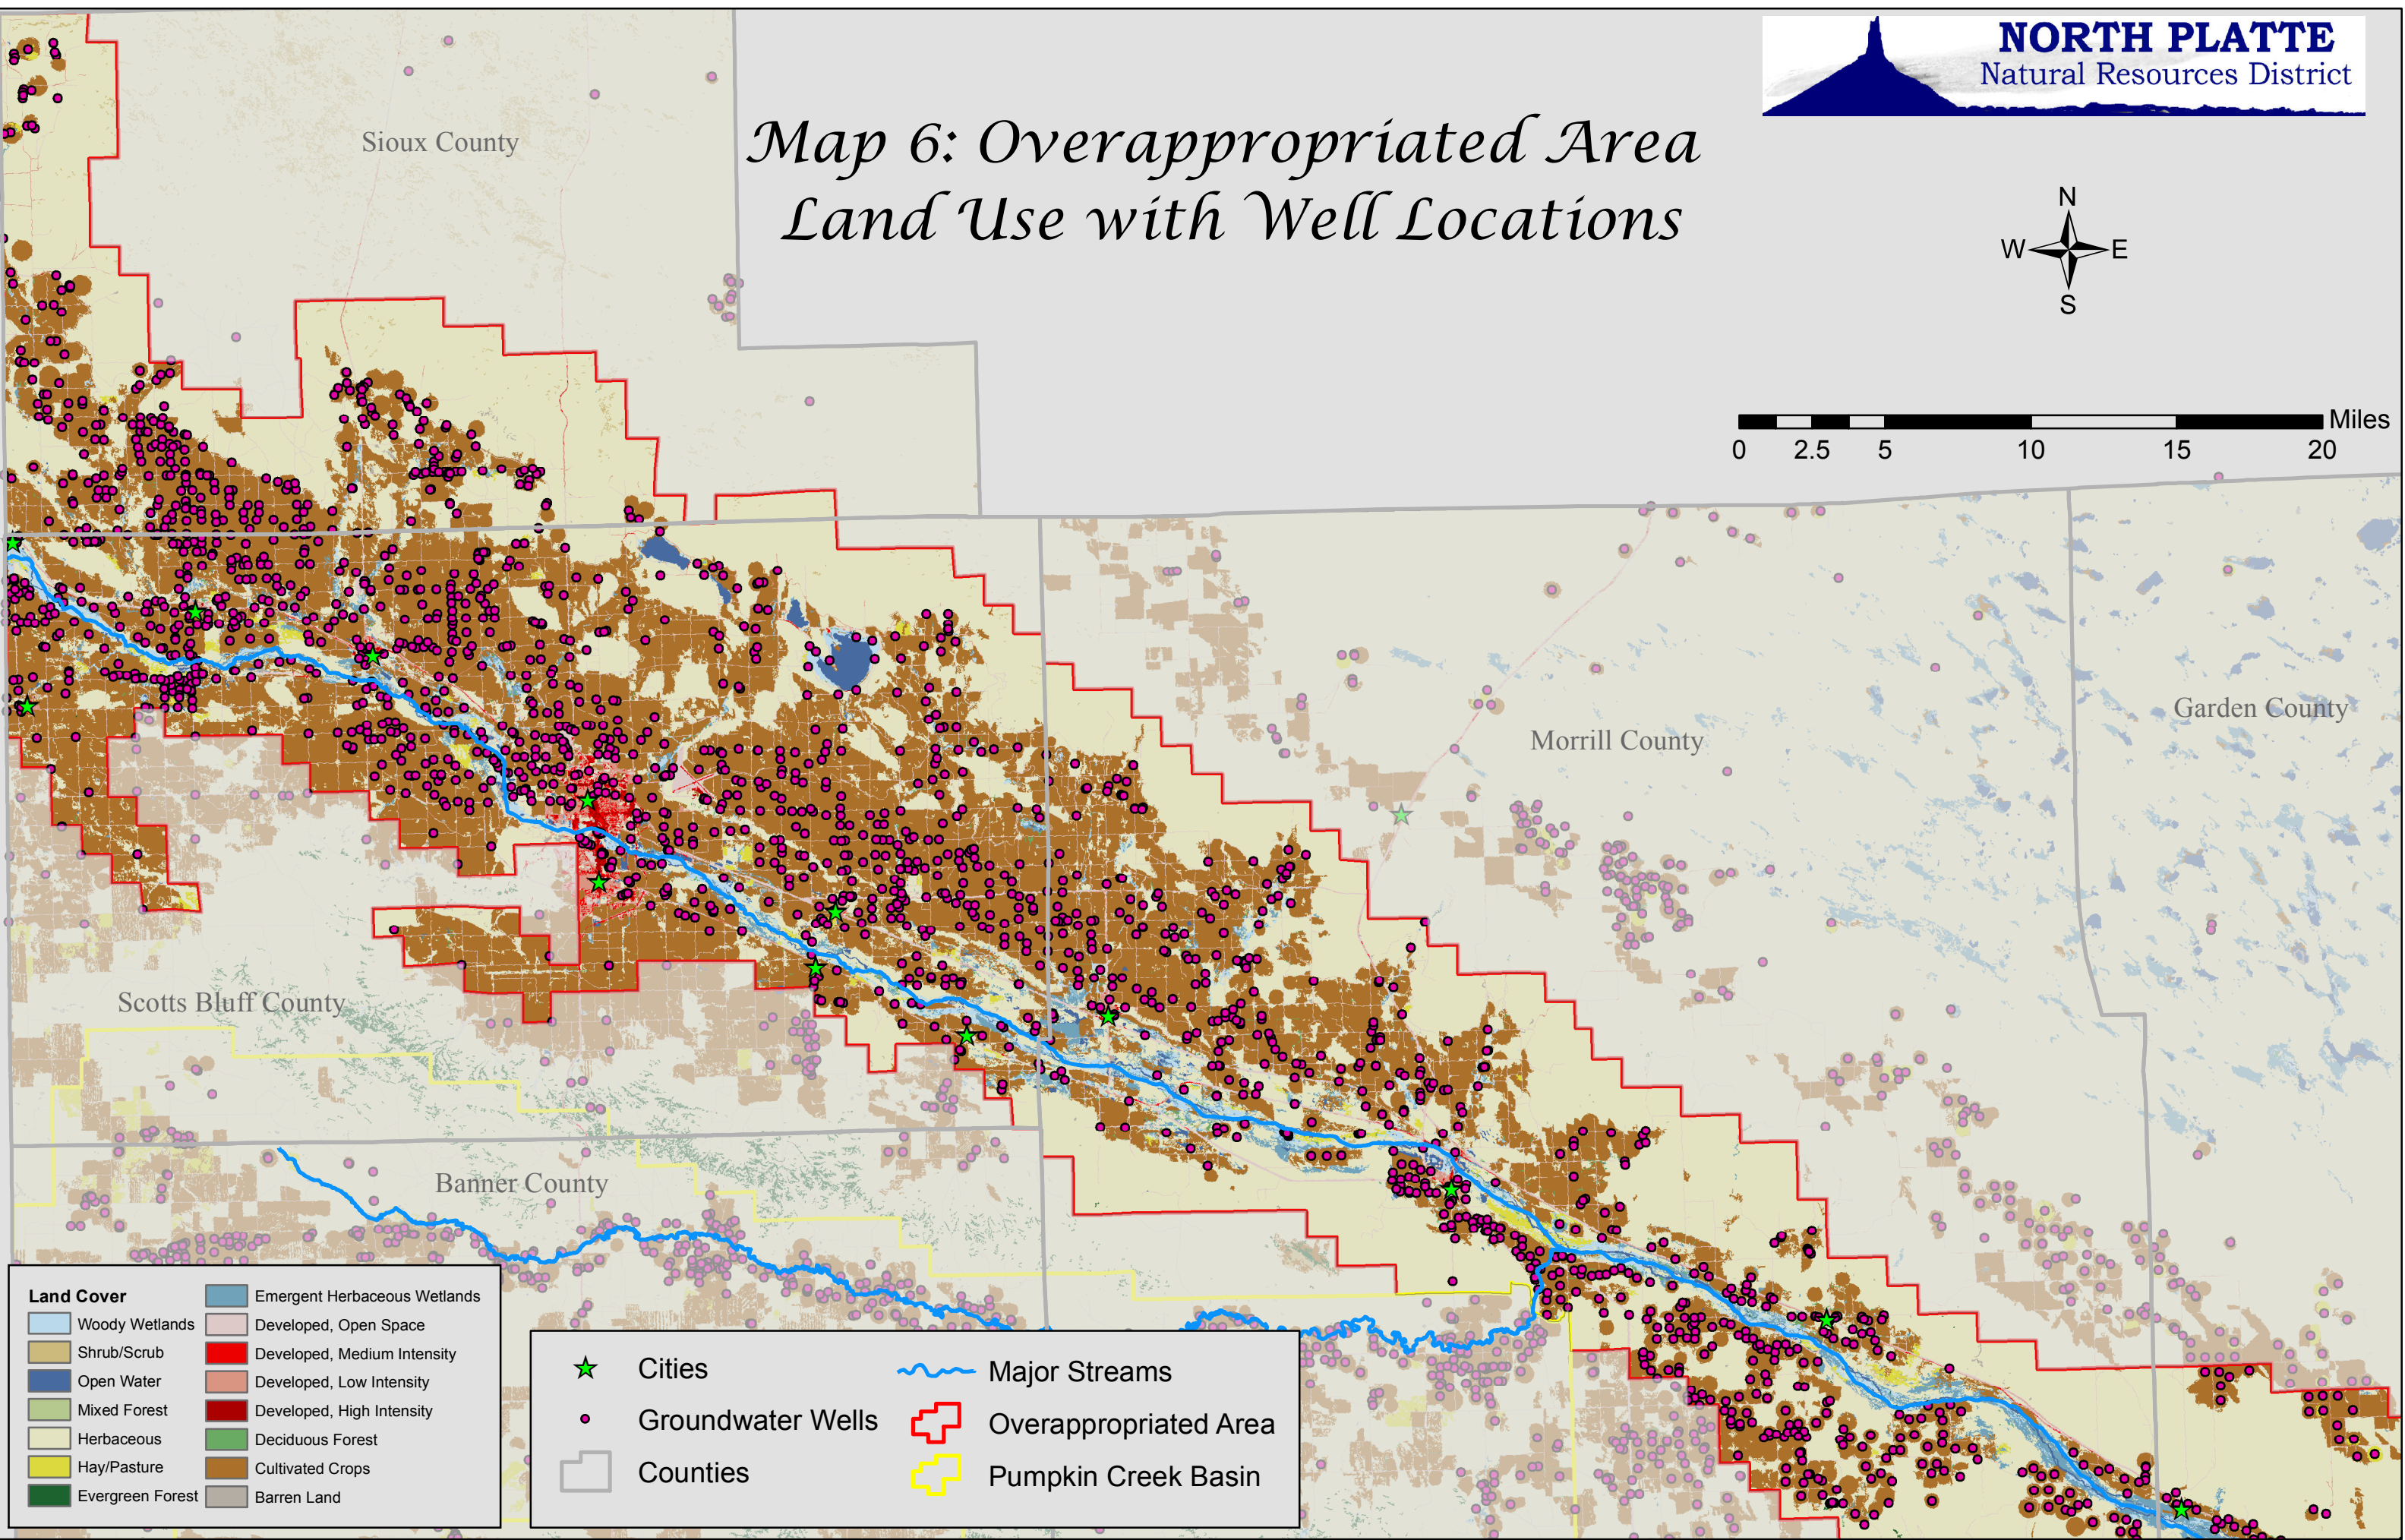 NORTH PLATTE
Natural Resources District
Map 6: Overappropriated Area
Land Use with Well Locations
N
W E
S
Miles
0 2.5 5 10 15 20
Sioux County
Morrill County
Garden County
Scotts Bluff County
Banner County
Land Cover
Woody Wetlands
Shrub/Scrub
Open Water
Mixed Forest
Herbaceous
Hay/Pasture
Evergreen Forest
Emergent Herbaceous Wetlands
Developed, Open Space
Developed, Medium Intensity
Developed, Low Intensity
Developed, High Intensity
Deciduous Forest
Cultivated Crops
Barren Land
Cities
Groundwater Wells
Counties
Major Streams
Overappropriated Area
Pumpkin Creek Basin